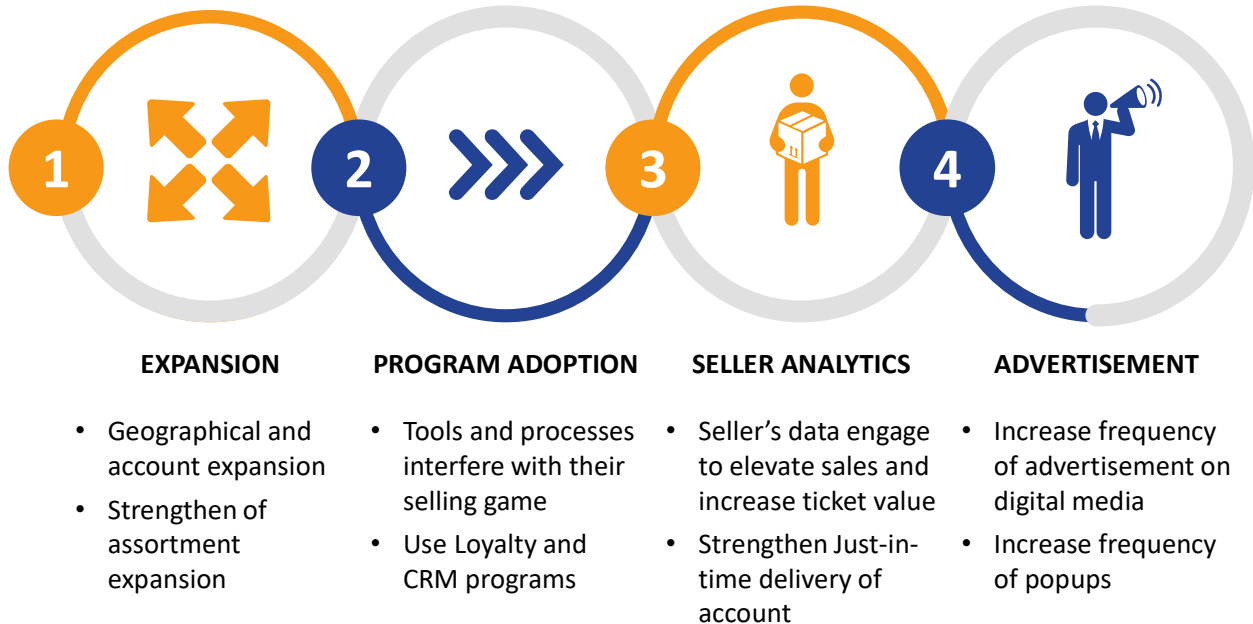 1
2
3
4
EXPANSION
• Geographical and
account expansion
• Strengthen of
assortment
expansion
PROGRAM ADOPTION
• Tools and processes
interfere with their
selling game
• Use Loyalty and
CRM programs
SELLER ANALYTICS
• Seller’s data engage
to elevate sales and
increase ticket value
• Strengthen Just-in-
time delivery of
account
ADVERTISEMENT
• Increase frequency
of advertisement on
digital media
• Increase frequency
of popups